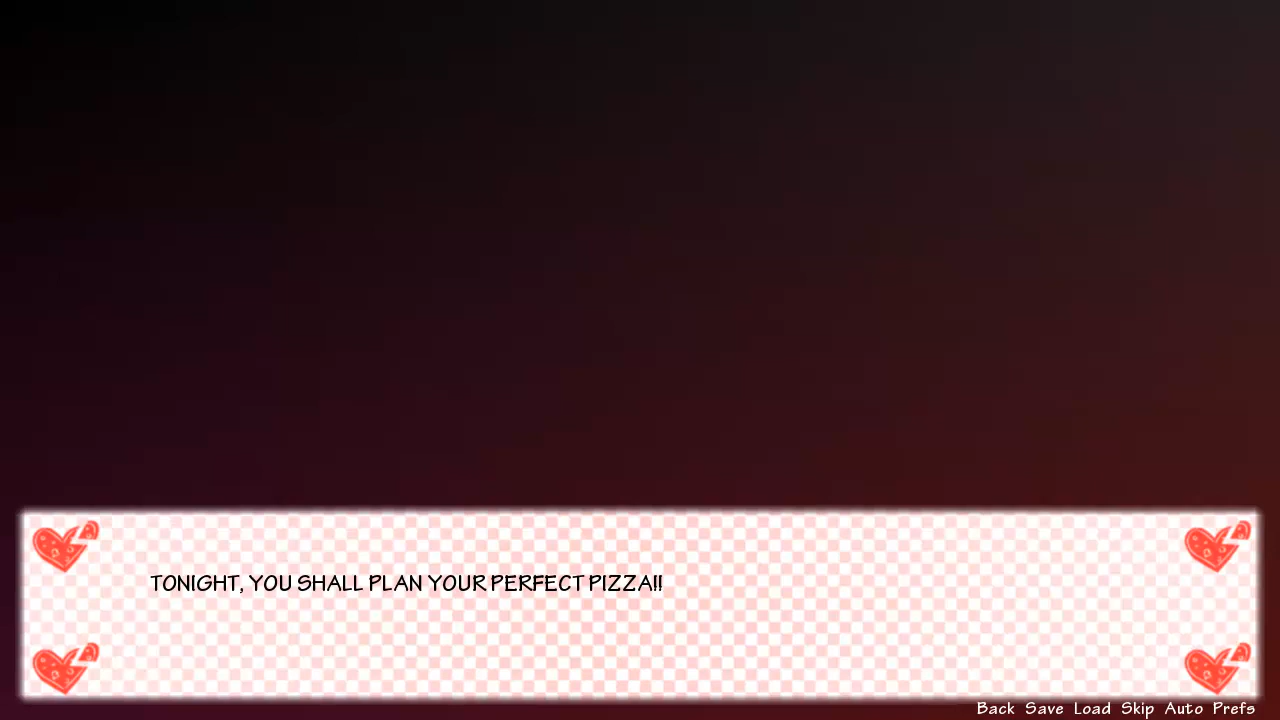 TONIGHT, YOU SHALL PLAN YOUR PERFECT PIZZA!!
Back Save Load Skip Auto Prefs